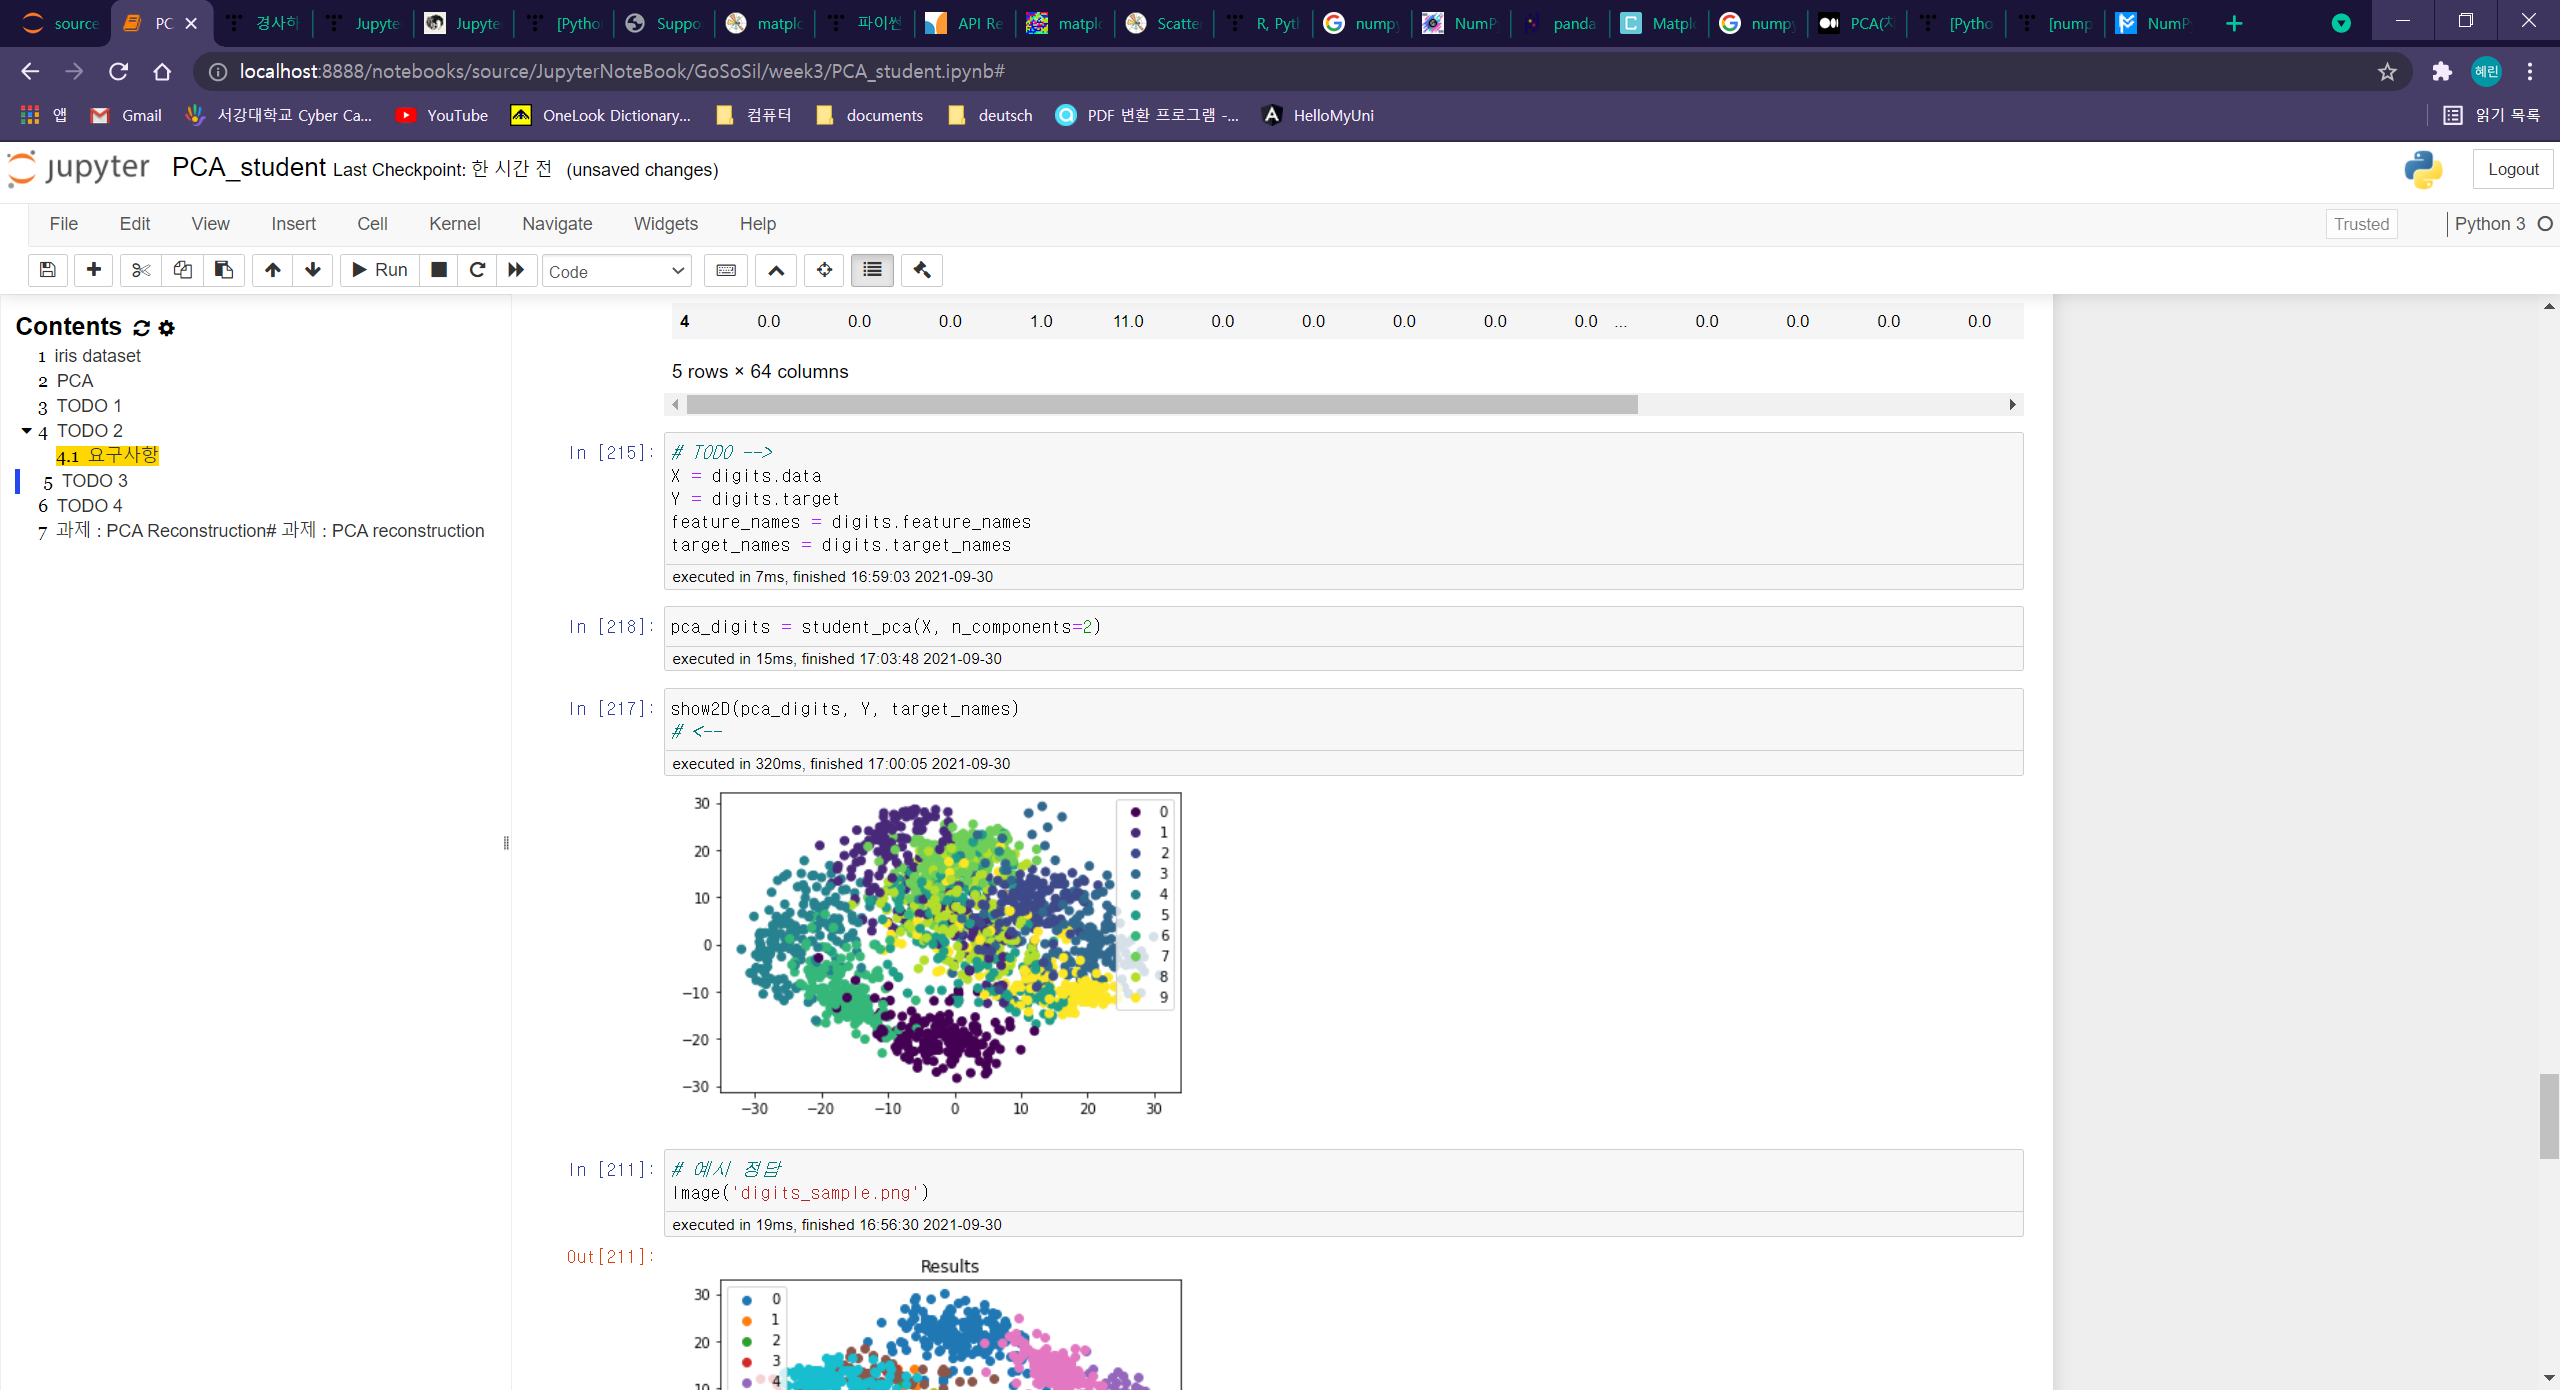 source
PC
경사하
Jupyte
Jupyte
[Pytho
Suppo
matplo
파이썬
API Re
matplo
Scatte
R, Pyt
numpy
NumP
panda
Matplo
numpy
PCA(차
[Pytho
[nump
NumP
localhost:8888/notebooks/source/JupyterNoteBook/GoSoSil/week3/PCA_student.ipynb#
혜린
앱
Gmail
서강대학교 Cyber Ca...
YouTube
OneLook Dictionary...
컴퓨터
documents
deutsch
PDF 변환 프로그램 -...
HelloMyUni
읽기 목록
jupyter PCA_student Last Checkpoint: 한 시간 전 (unsaved changes)
Logout
File Edit View Insert Cell Kernel Navigate Widgets Help
Trusted
Python 3
Run
Code
Contents
1 iris dataset
2 PCA
3 TODO 1
4 TODO 2
4.1 요구사항
5 TODO 3
6 TODO 4
7 과제 : PCA Reconstruction# 과제 : PCA reconstruction
4 0.0 0.0 0.0 1.0 11.0 0.0 0.0 0.0 0.0 0.0 ... 0.0 0.0 0.0 0.0
5 rows × 64 columns
In [215]:
# TODO -->
X = digits.data
Y = digits.target
feature_names = digits.feature_names
target_names = digits.target_names
executed in 7ms, finished 16:59:03 2021-09-30
In [218]:
pca_digits = student_pca(X, n_components=2)
executed in 15ms, finished 17:03:48 2021-09-30
In [217]:
show2D(pca_digits, Y, target_names)
# <--
executed in 320ms, finished 17:00:05 2021-09-30
30
20
10
0
−10
−20
−30
−30 −20 −10 0 10 20 30
0
1
2
3
4
5
6
7
8
9
In [211]:
# 예시 정답
Image('digits_sample.png')
executed in 19ms, finished 16:56:30 2021-09-30
Out[211]:
Results
30
20
10
0
1
2
3
4